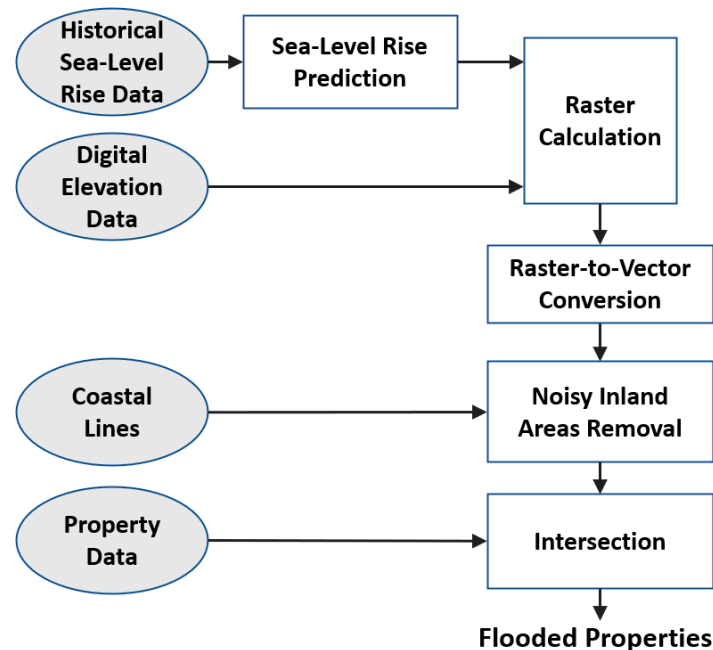 Historical
Sea-Level
Rise Data
Sea-Level Rise
Prediction
Raster
Calculation
Digital
Elevation
Data
Raster-to-Vector
Conversion
Coastal
Lines
Noisy Inland
Areas Removal
Property
Data
Intersection
Flooded Properties